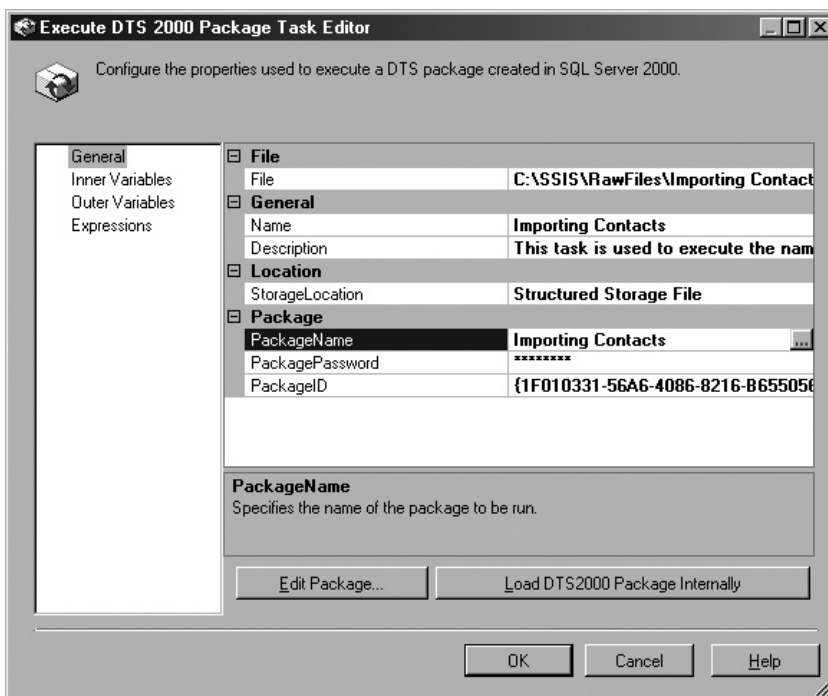 Execute DTS 2000 Package Task Editor
Configure the properties used to execute a DTS package created in SQL Server 2000.
General
Inner Variables
Outer Variables
Expressions
File
File C:\SSIS\RawFiles\Importing Contact
General
Name Importing Contacts
Description This task is used to execute the nam
Location
StorageLocation Structured Storage File
Package
PackageName Importing Contacts ...
PackagePassword ********
PackageID {1F010331-56A6-4086-8216-B655056
PackageName
Specifies the name of the package to be run.
Edit Package... Load DTS2000 Package Internally
OK Cancel Help